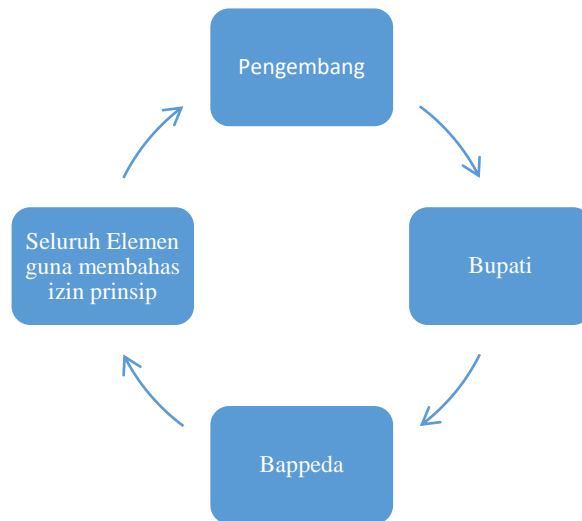 Pengembang
Bupati
Bappeda
Seluruh Elemen
guna membahas
izin prinsip